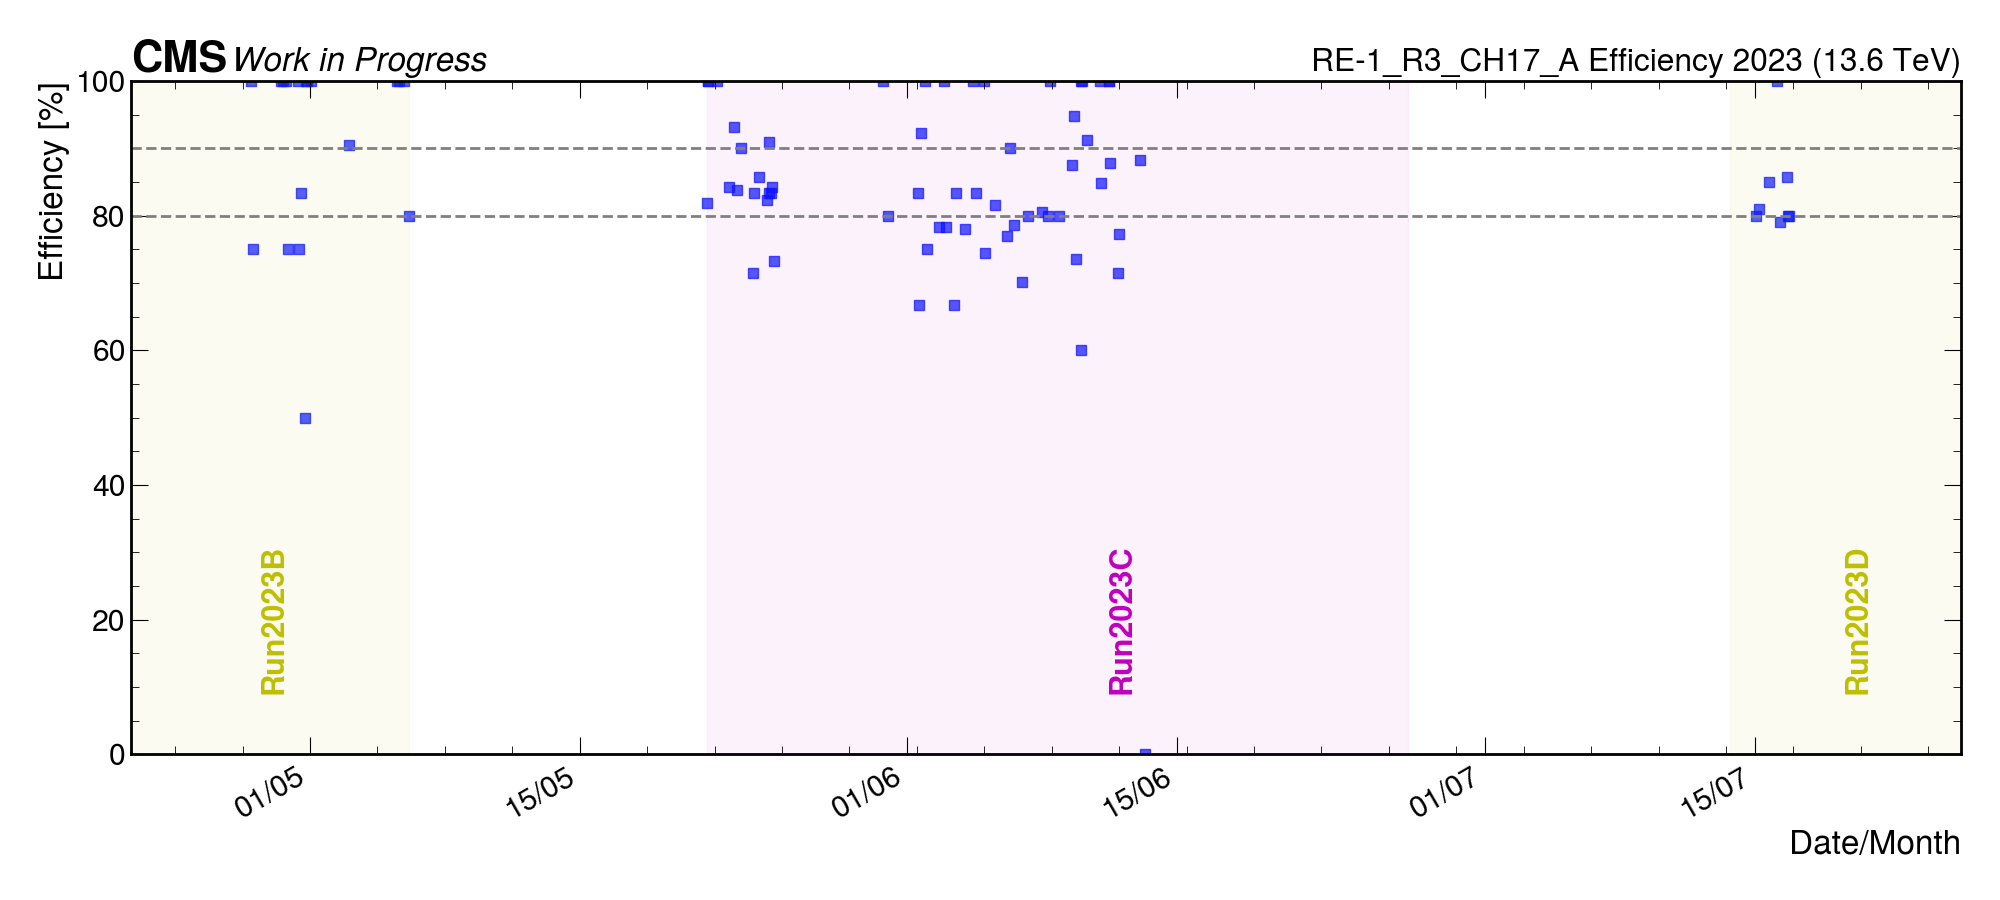 CMS Work in Progress
RE-1_R3_CH17_A Efficiency 2023 (13.6 TeV)
Efficiency [%]
100
80
60
40
20
0
Run2023B
Run2023C
Run2023D
01/05
15/05
01/06
15/06
01/07
15/07
Date/Month